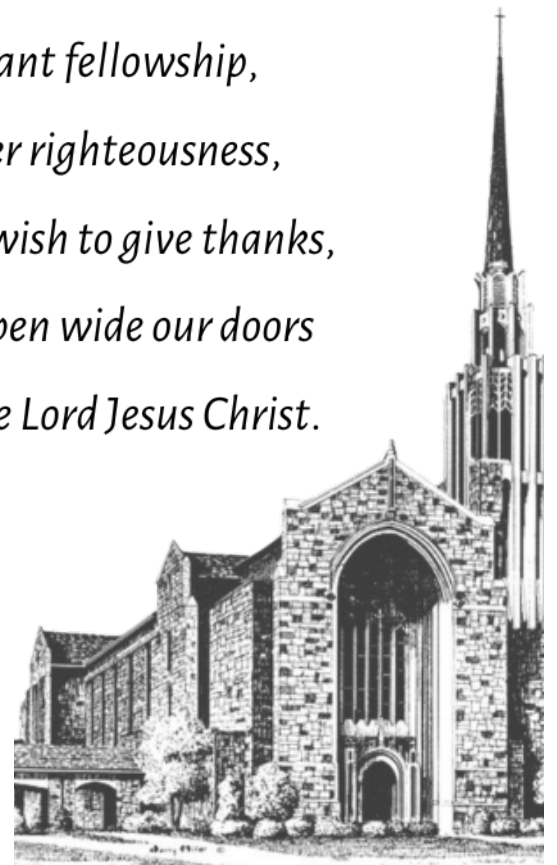 ant fellowship,
er righteousness,
wish to give thanks,
pen wide our doors
e Lord Jesus Christ.